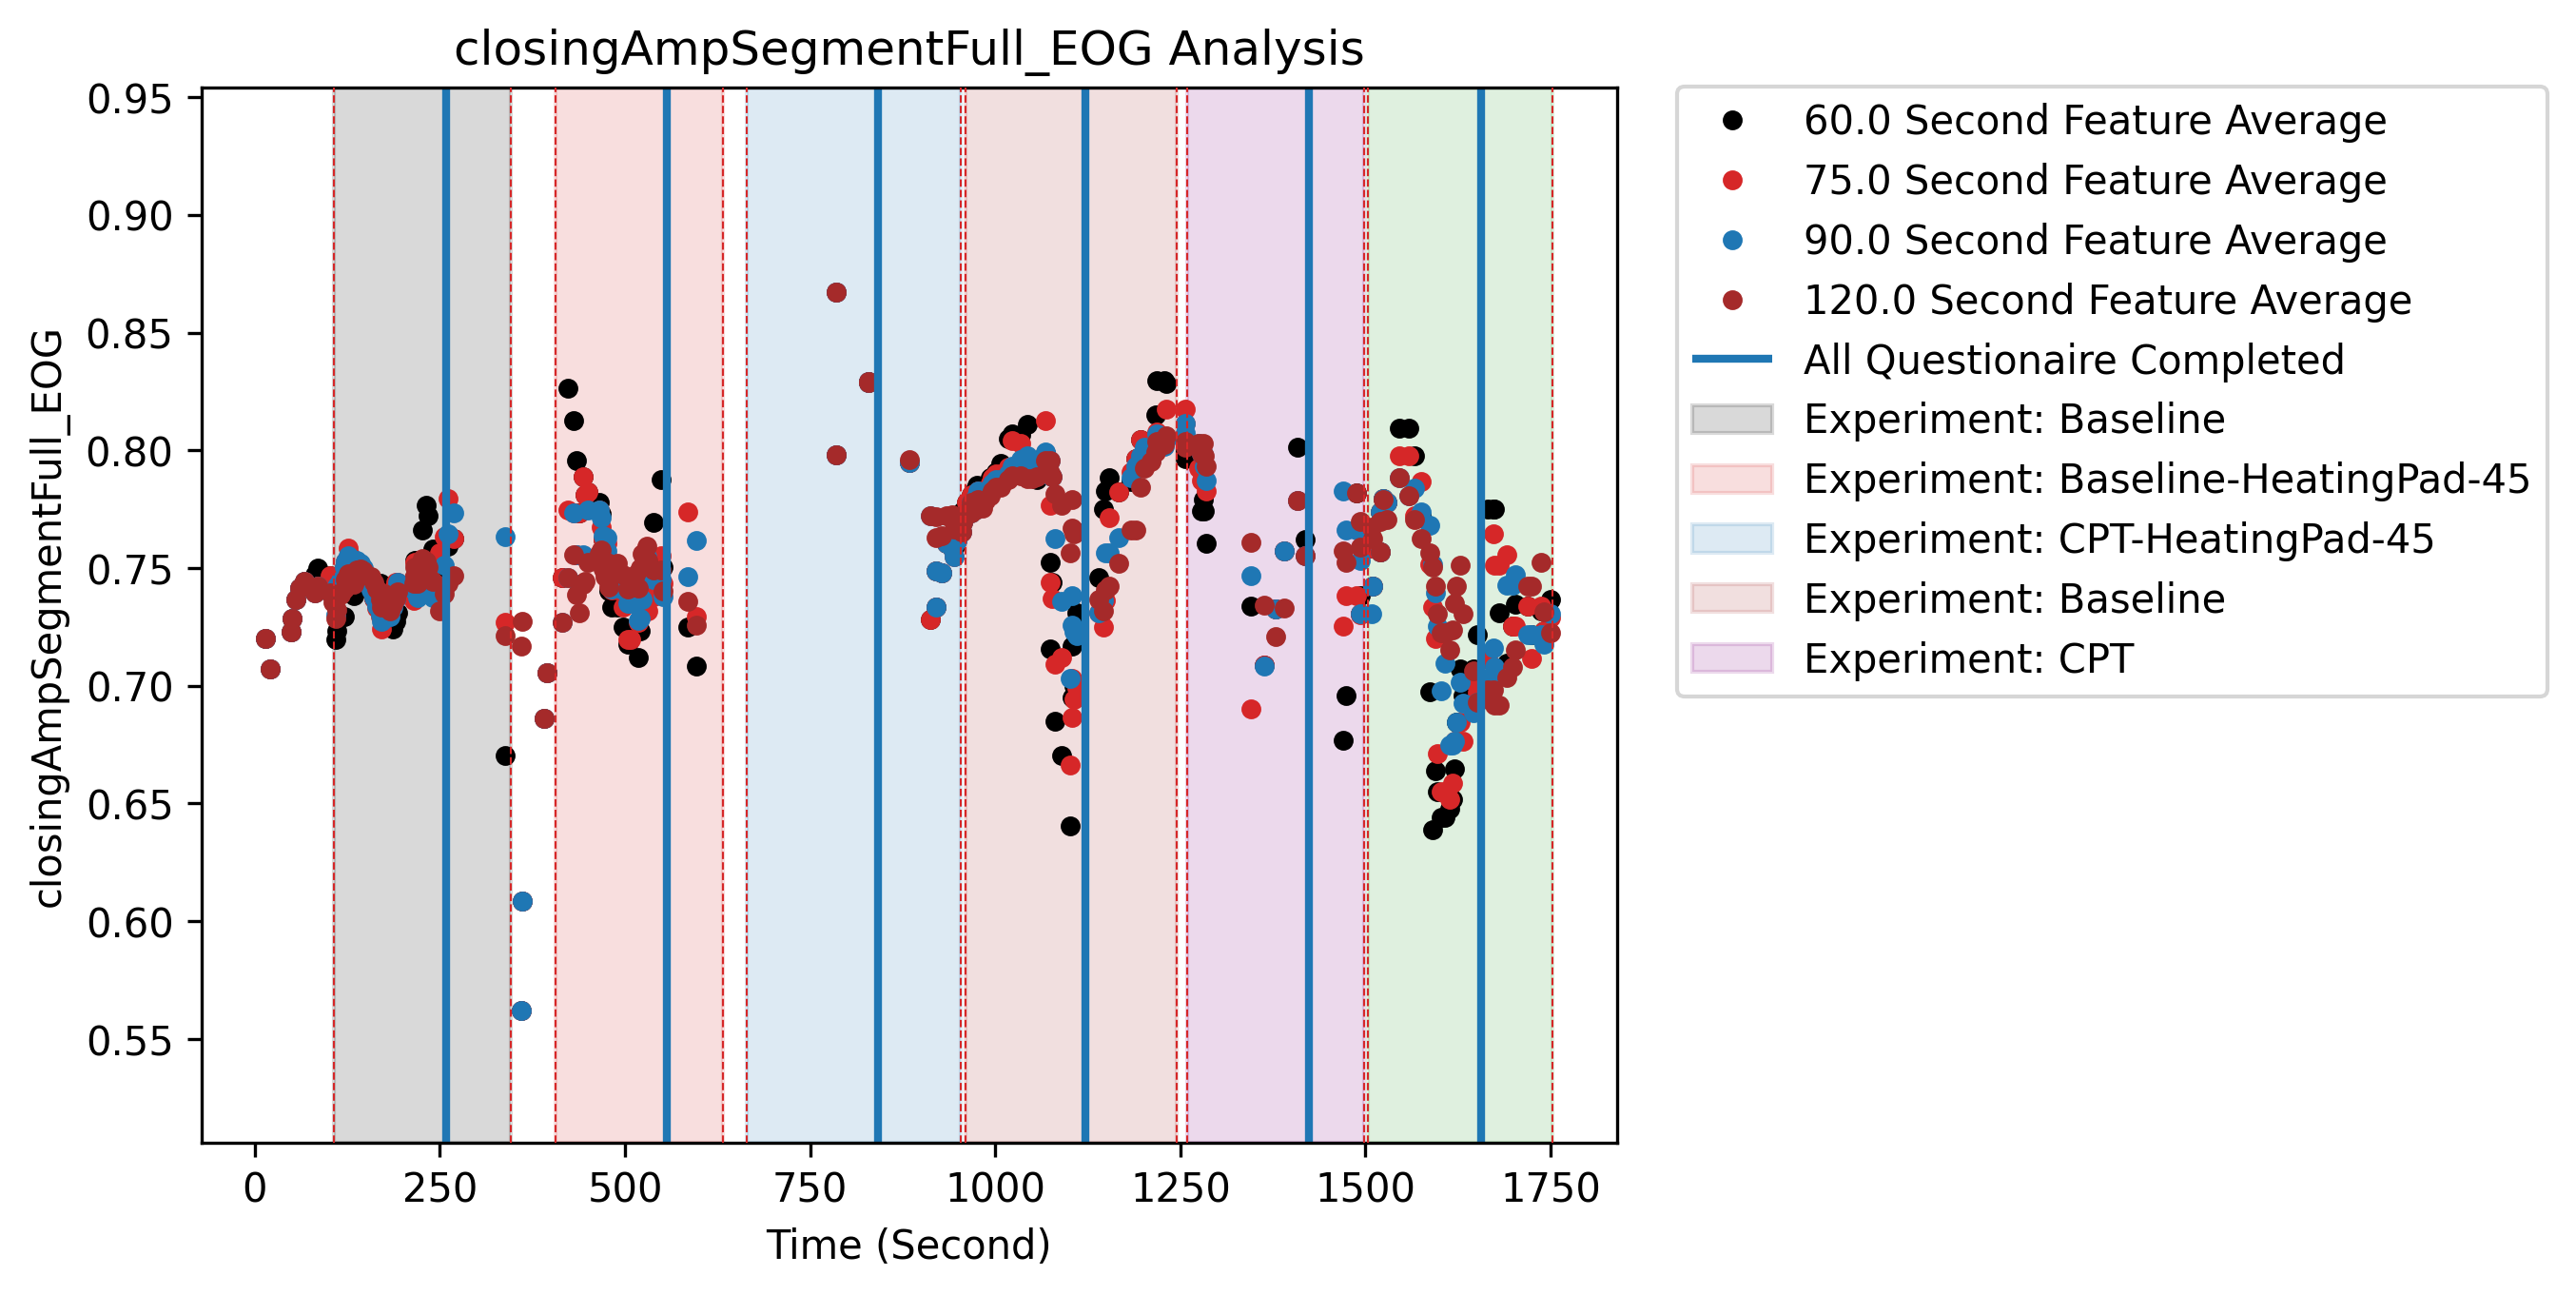 closingAmpSegmentFull_EOG Analysis
closingAmpSegmentFull_EOG
0.95
0.90
0.85
0.80
0.75
0.70
0.65
0.60
0.55
0 250 500 750 1000 1250 1500 1750
Time (Second)
60.0 Second Feature Average
75.0 Second Feature Average
90.0 Second Feature Average
120.0 Second Feature Average
All Questionaire Completed
Experiment: Baseline
Experiment: Baseline-HeatingPad-45
Experiment: CPT-HeatingPad-45
Experiment: Baseline
Experiment: CPT